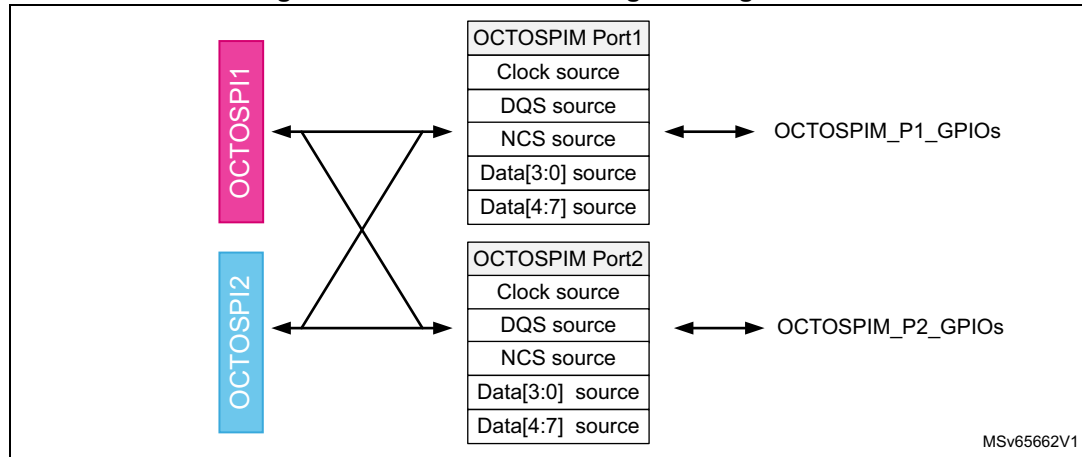 OCTOSPI1
OCTOSPIM Port1
Clock source
DQS source
NCS source
Data[3:0] source
Data[4:7] source
OCTOSPIM_P1_GPIOs
OCTOSPI2
OCTOSPIM Port2
Clock source
DQS source
NCS source
Data[3:0] source
Data[4:7] source
OCTOSPIM_P2_GPIOs
MSv65662V1